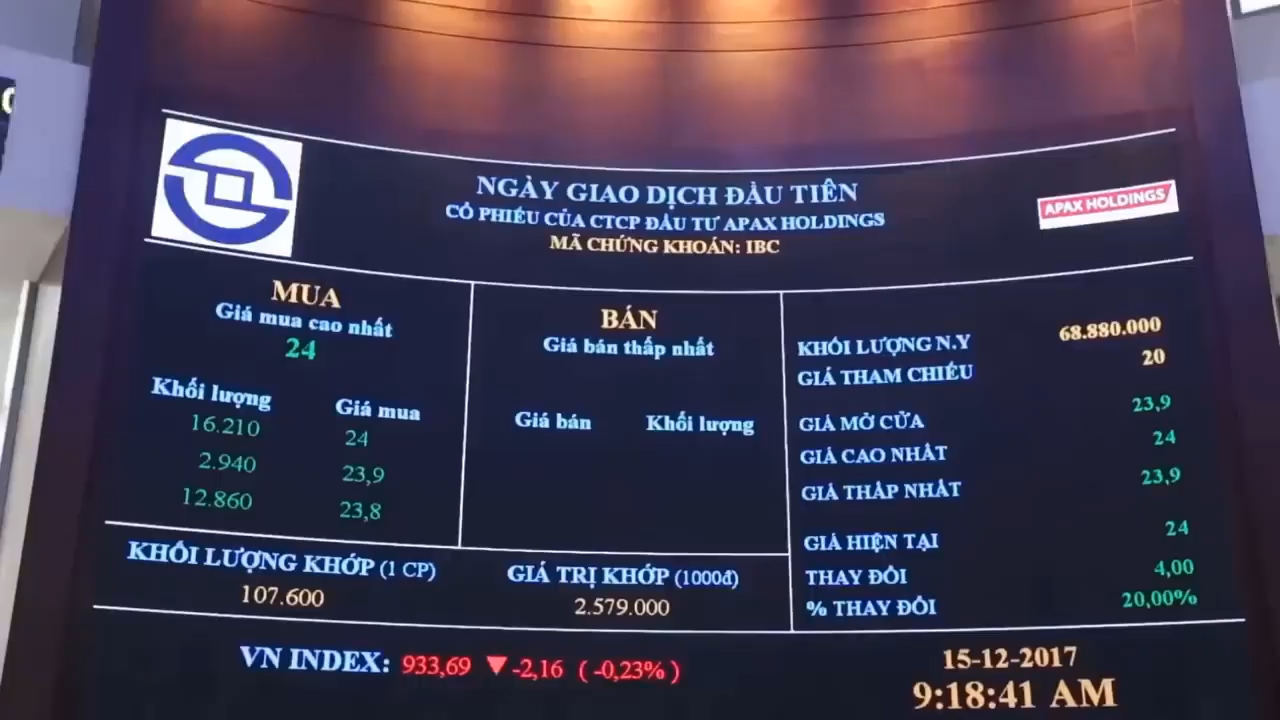 NGÀY GIAO DỊCH ĐẦU TIÊN
CỔ PHIẾU CỦA CTCP ĐẦU TƯ APAX HOLDINGS
MÃ CHỨNG KHOÁN: IBC
APAX HOLDINGS
MUA
Giá mua cao nhất
24
Khối lượng Giá mua
16.210 24
2.940 23,9
12.860 23,8
BÁN
Giá bán thấp nhất
Giá bán Khối lượng
KHỐI LƯỢNG N.Y 68.880.000
GIÁ THAM CHIẾU 20
GIÁ MỞ CỬA 23,9
GIÁ CAO NHẤT 24
GIÁ THẤP NHẤT 23,9
GIÁ HIỆN TẠI 24
THAY ĐỔI 4,00
% THAY ĐỔI 20,00%
KHỐI LƯỢNG KHỚP (1 CP)
107.600
GIÁ TRỊ KHỚP (1000đ)
2.579.000
VN INDEX: 933,69 ▼-2,16 ( -0,23% )
15-12-2017
9:18:41 AM